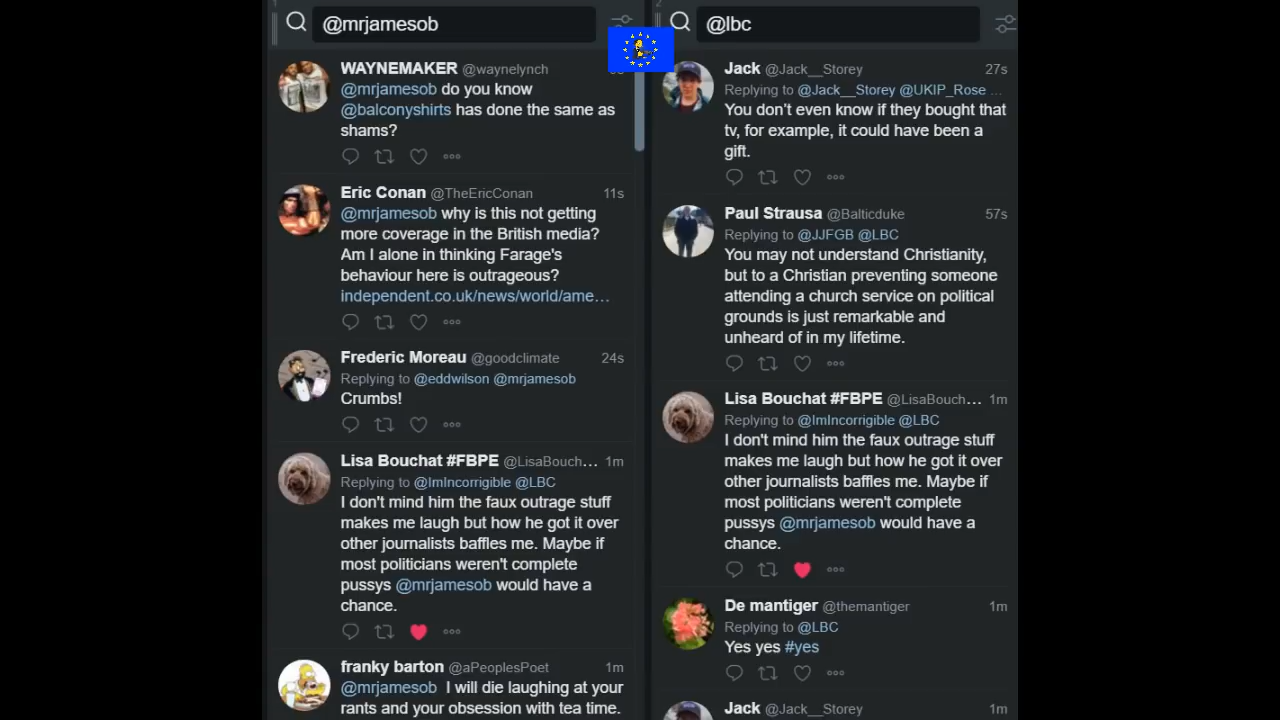 1
@mrjamesob
WAYNEMAKER @waynelynch
@mrjamesob do you know
@balconyshirts has done the same as
shams?
Eric Conan @TheEricConan 11s
@mrjamesob why is this not getting
more coverage in the British media?
Am I alone in thinking Farage's
behaviour here is outrageous?
independent.co.uk/news/world/ame…
Frederic Moreau @goodclimate 24s
Replying to @eddwilson @mrjamesob
Crumbs!
Lisa Bouchat #FBPE @LisaBouch… 1m
Replying to @ImIncorrigible @LBC
I don't mind him the faux outrage stuff
makes me laugh but how he got it over
other journalists baffles me. Maybe if
most politicians weren't complete
pussys @mrjamesob would have a
chance.
franky barton @aPeoplesPoet 1m
@mrjamesob I will die laughing at your
rants and your obsession with tea time.
2
@lbc
Jack @Jack__Storey 27s
Replying to @Jack__Storey @UKIP_Rose ...
You don’t even know if they bought that
tv, for example, it could have been a
gift.
Paul Strausa @Balticduke 57s
Replying to @JJFGB @LBC
You may not understand Christianity,
but to a Christian preventing someone
attending a church service on political
grounds is just remarkable and
unheard of in my lifetime.
Lisa Bouchat #FBPE @LisaBouch… 1m
Replying to @ImIncorrigible @LBC
I don't mind him the faux outrage stuff
makes me laugh but how he got it over
other journalists baffles me. Maybe if
most politicians weren't complete
pussys @mrjamesob would have a
chance.
De mantiger @themantiger 1m
Replying to @LBC
Yes yes #yes
Jack @Jack__Storey 1m